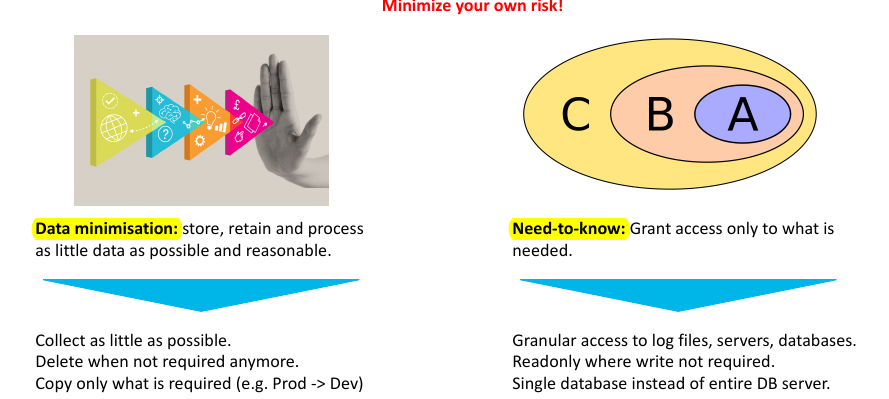 Minimize your own risk!
C B A
Data minimisation: store, retain and process
as little data as possible and reasonable.
Collect as little as possible.
Delete when not required anymore.
Copy only what is required (e.g. Prod -> Dev)
Need-to-know: Grant access only to what is
needed.
Granular access to log files, servers, databases.
Readonly where write not required.
Single database instead of entire DB server.